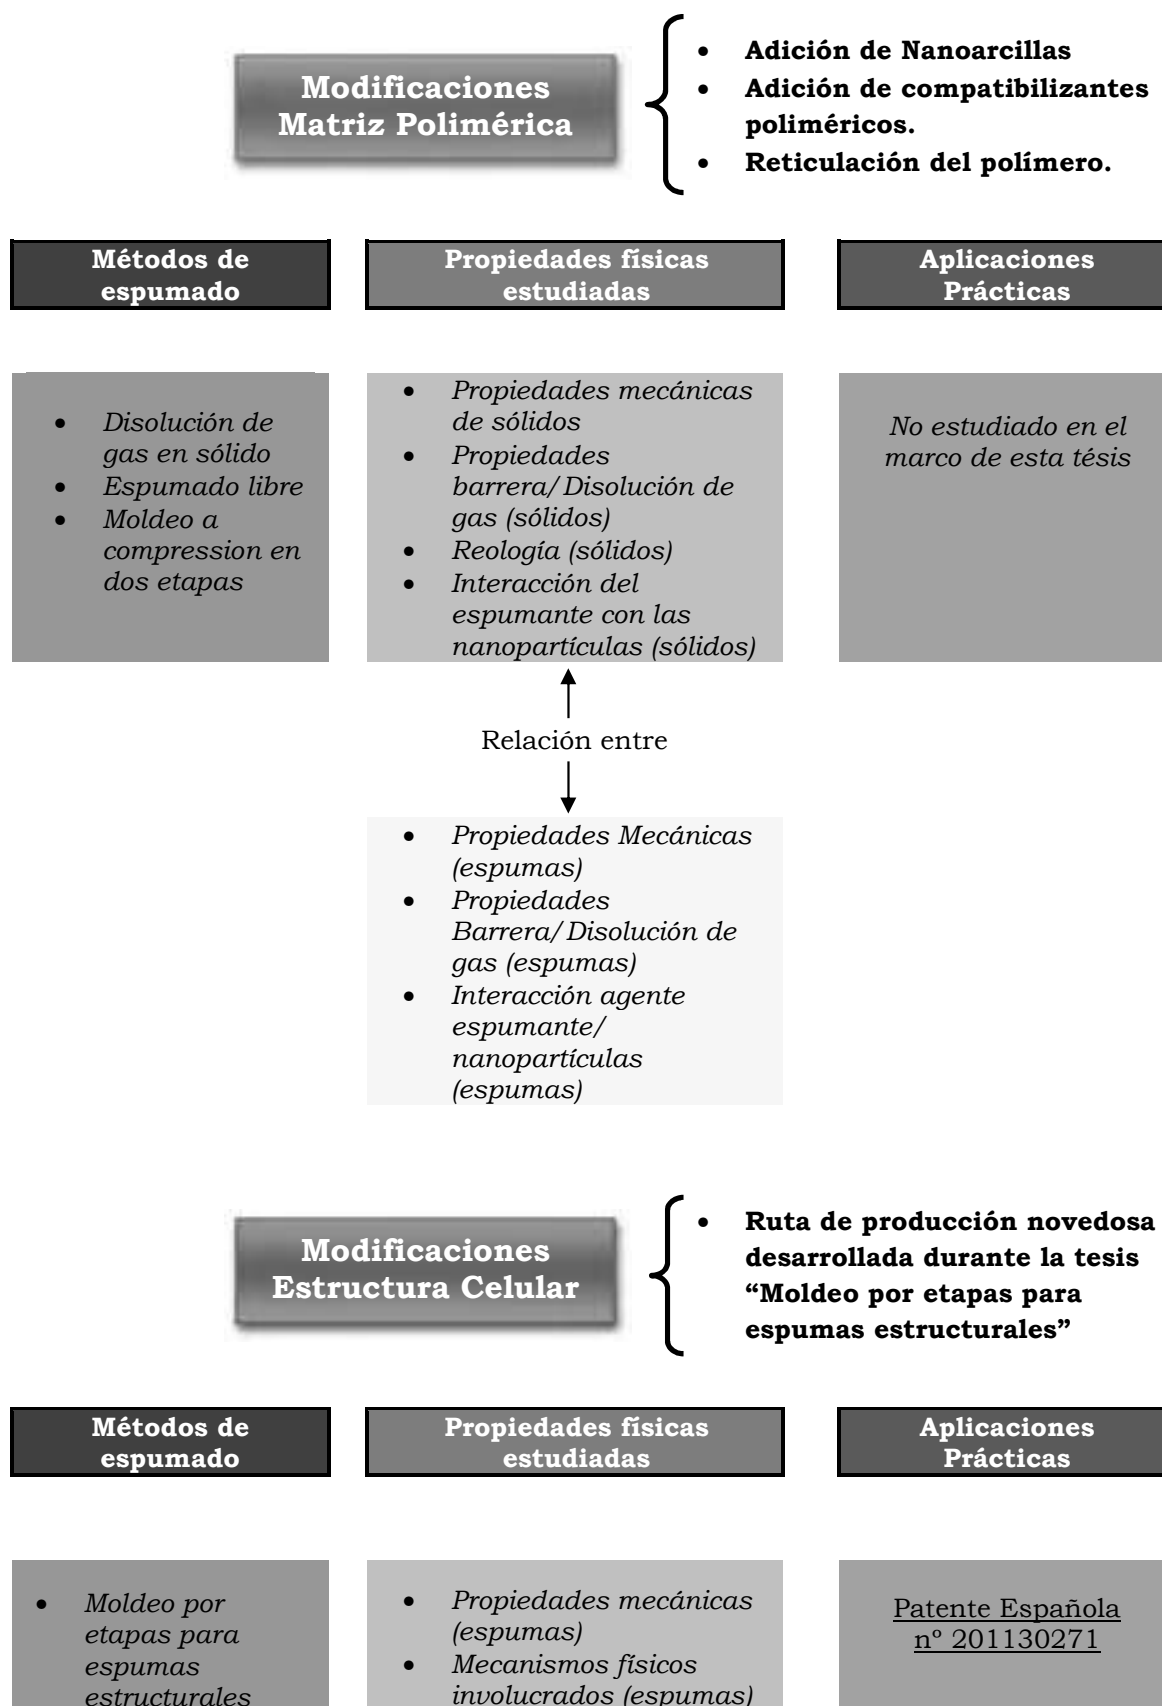 Modificaciones
Matriz Polimérica
• Adición de Nanoarcillas
• Adición de compatibilizantes
poliméricos.
• Reticulación del polímero.
Métodos de
espumado
Propiedades físicas
estudiadas
Aplicaciones
Prácticas
• Disolución de
gas en sólido
• Espumado libre
• Moldeo a
compression en
dos etapas
• Propiedades mecánicas
de sólidos
• Propiedades
barrera/Disolución de
gas (sólidos)
• Reología (sólidos)
• Interacción del
espumante con las
nanopartículas (sólidos)
No estudiado en el
marco de esta tésis
Relación entre
• Propiedades Mecánicas
(espumas)
• Propiedades
Barrera/Disolución de
gas (espumas)
• Interacción agente
espumante/
nanopartículas
(espumas)
Modificaciones
Estructura Celular
• Ruta de producción novedosa
desarrollada durante la tesis
“Moldeo por etapas para
espumas estructurales”
Métodos de
espumado
Propiedades físicas
estudiadas
Aplicaciones
Prácticas
• Moldeo por
etapas para
espumas
estructurales
• Propiedades mecánicas
(espumas)
• Mecanismos físicos
involucrados (espumas)
Patente Española
nº 201130271